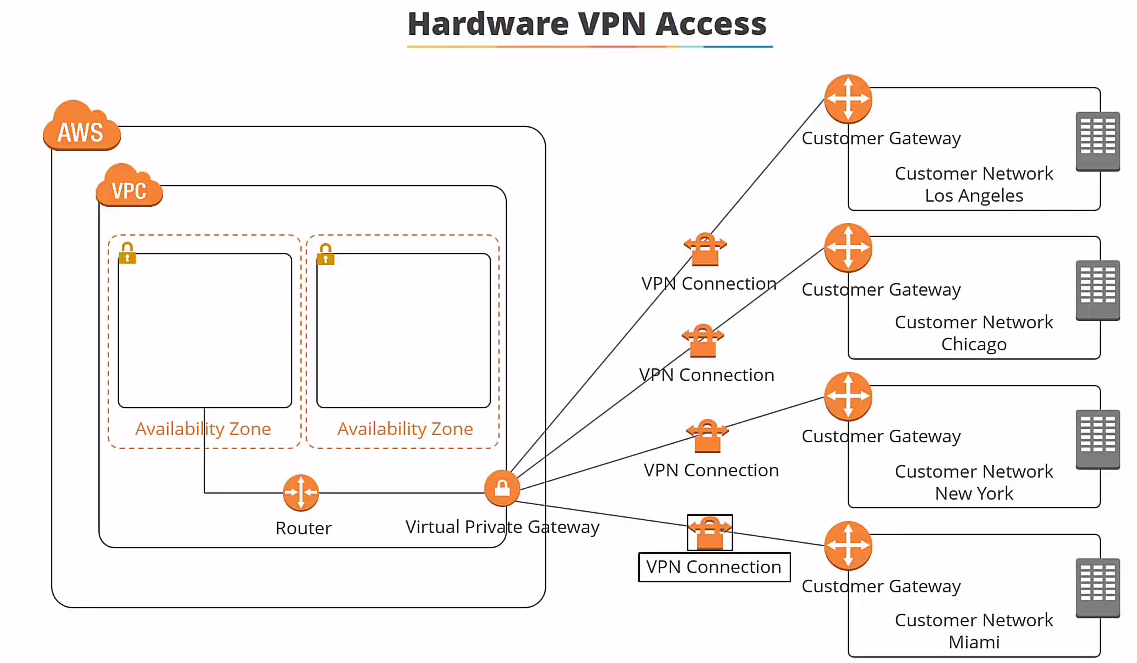 Hardware VPN Access
AWS
VPC
Availability Zone
Availability Zone
Router
Virtual Private Gateway
VPN Connection
VPN Connection
VPN Connection
VPN Connection
Customer Gateway
Customer Network
Los Angeles
Customer Gateway
Customer Network
Chicago
Customer Gateway
Customer Network
New York
Customer Gateway
Customer Network
Miami